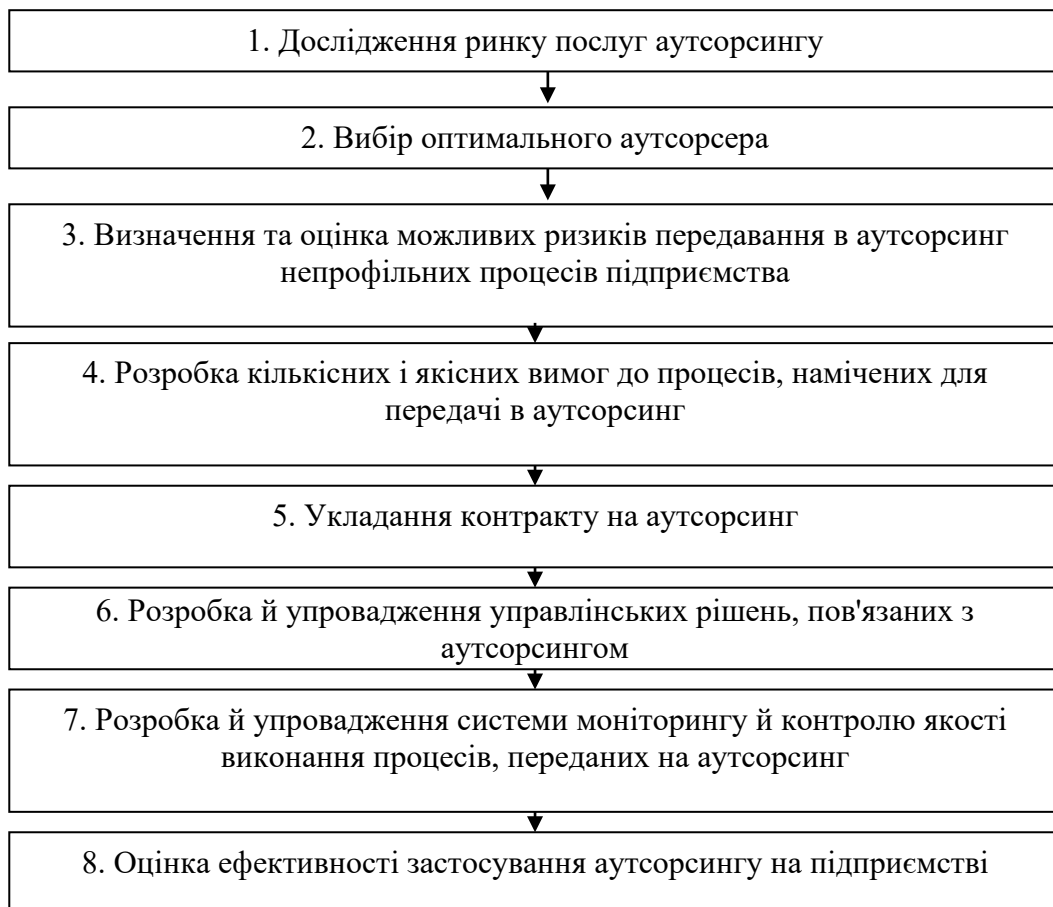 1. Дослідження ринку послуг аутсорсингу
2. Вибір оптимального аутсорсера
3. Визначення та оцінка можливих ризиків передавання в аутсорсинг
непрофільних процесів підприємства
4. Розробка кількісних і якісних вимог до процесів, намічених для
передачі в аутсорсинг
5. Укладання контракту на аутсорсинг
6. Розробка й упровадження управлінських рішень, пов'язаних з
аутсорсингом
7. Розробка й упровадження системи моніторингу й контролю якості
виконання процесів, переданих на аутсорсинг
8. Оцінка ефективності застосування аутсорсингу на підприємстві